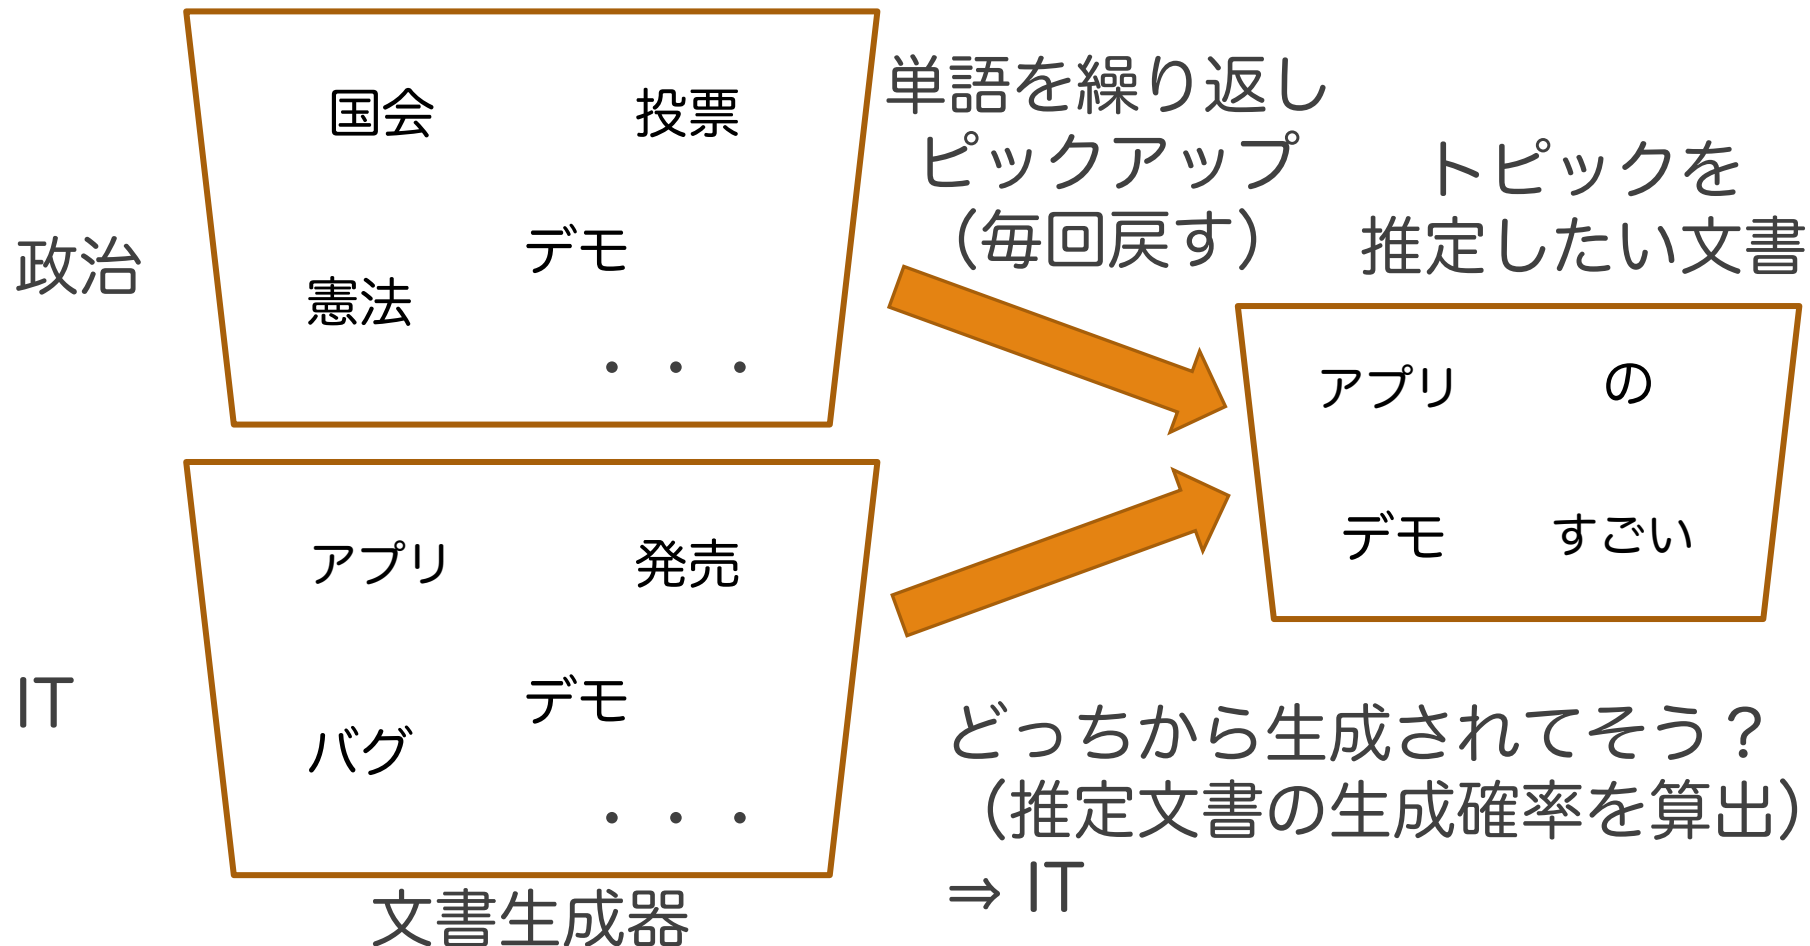 政治
国会
投票
デモ
憲法
・・・
IT
アプリ
発売
デモ
バグ
・・・
文書生成器
単語を繰り返し
ピックアップ
（毎回戻す）
トピックを
推定したい文書
アプリ
の
デモ
すごい
どっちから生成されてそう？
（推定文書の生成確率を算出）
⇒ IT